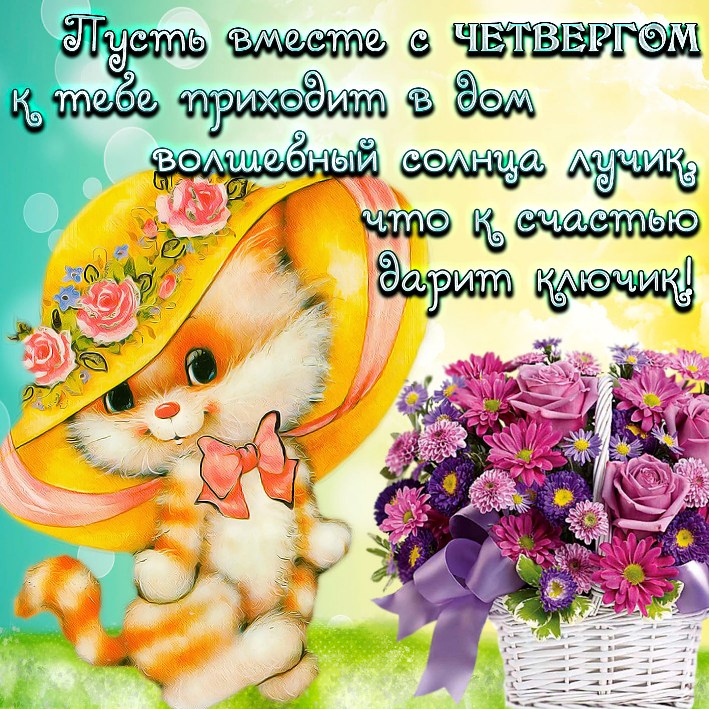 Пусть вместе с ЧЕТВЕРГОМ
к тебе приходит в дом
волшебный солнца лучик,
что к счастью
дарит ключик!